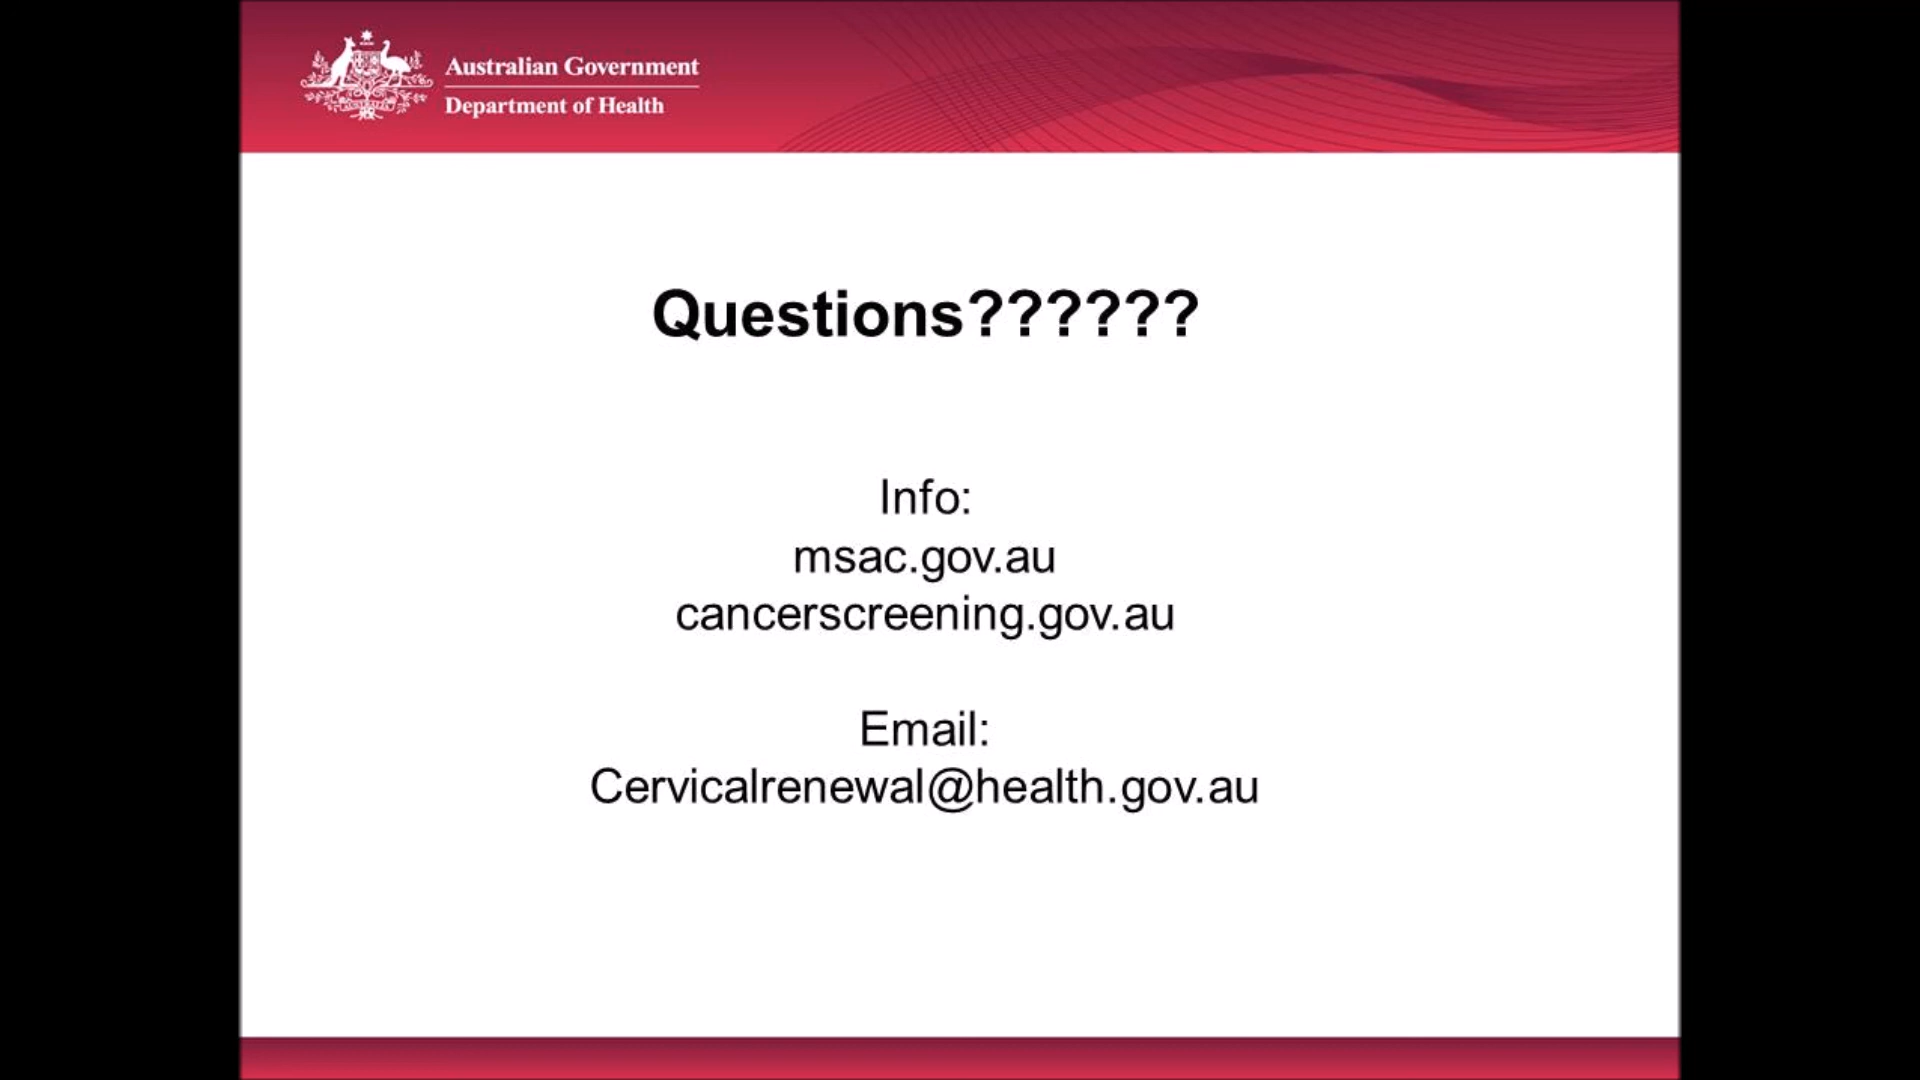 Australian Government
Department of Health
Questions??????
Info:
msac.gov.au
cancerscreening.gov.au
Email:
Cervicalrenewal@health.gov.au